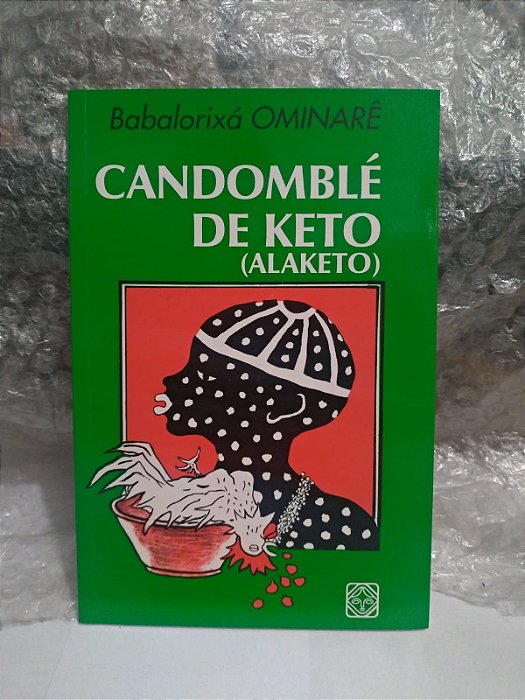 Babalorixá OMINARÊ
CANDOMBLÉ
DE KETO
(ALAKETO)